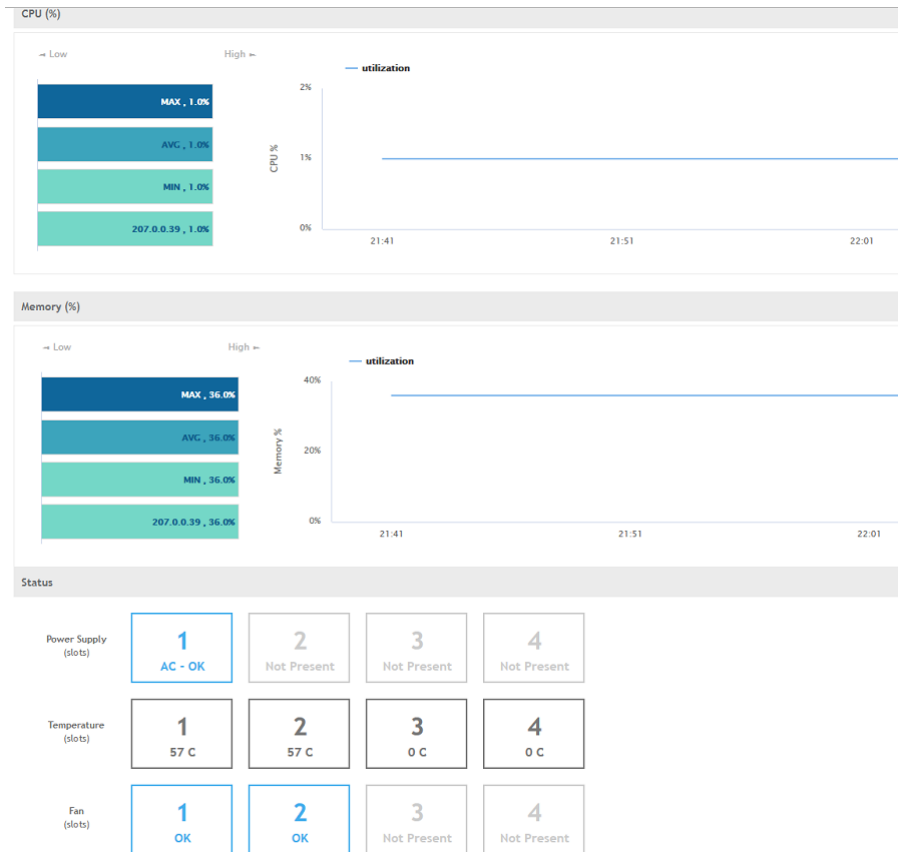 CPU (%)
Low High
utilization
2%
MAX , 1.0%
AVG , 1.0%
CPU %
1%
MIN , 1.0%
207.0.0.39 , 1.0%
0%
21:41 21:51 22:01
Memory (%)
Low High
utilization
40%
MAX , 36.0%
AVG , 36.0%
Memory %
20%
MIN , 36.0%
207.0.0.39 , 36.0%
0%
21:41 21:51 22:01
Status
Power Supply
(slots)
1 2 3 4
AC - OK Not Present Not Present Not Present
Temperature
(slots)
1 2 3 4
57 C 57 C 0 C 0 C
Fan
(slots)
1 2 3 4
OK OK Not Present Not Present